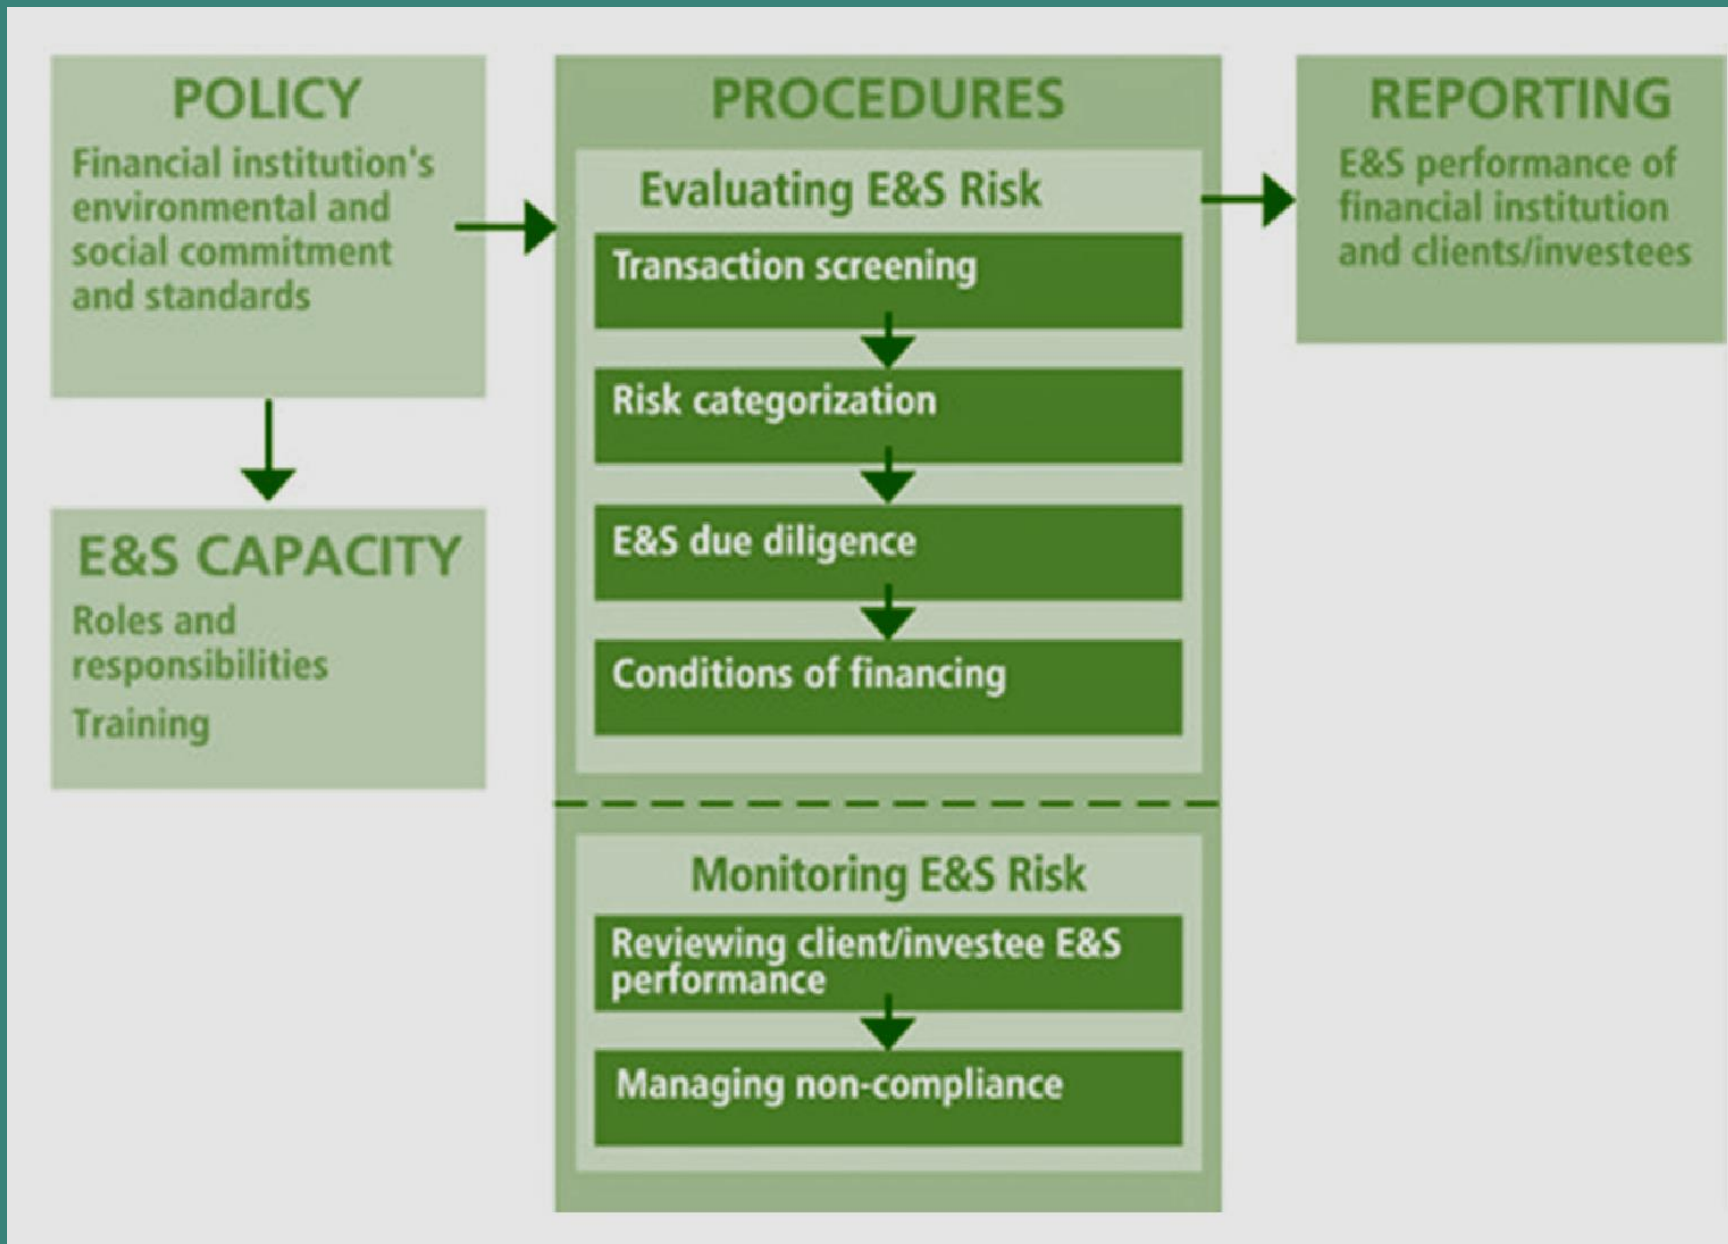 POLICY
Financial institution's
environmental and
social commitment
and standards
E&S CAPACITY
Roles and
responsibilities
Training
PROCEDURES
Evaluating E&S Risk
Transaction screening
Risk categorization
E&S due diligence
Conditions of financing
Monitoring E&S Risk
Reviewing client/investee E&S
performance
Managing non-compliance
REPORTING
E&S performance of
financial institution
and clients/investees